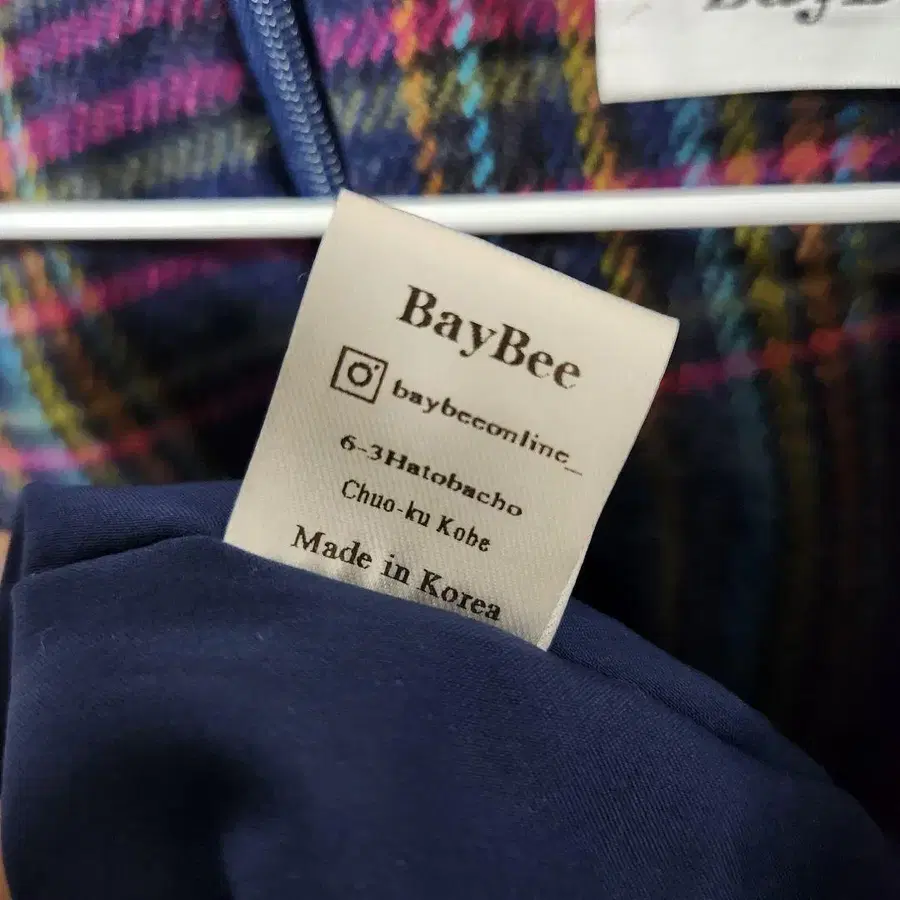 BayBee
baybeeonline_
6-3Hatobacho
Chuo-ku Kobe
Made in Korea